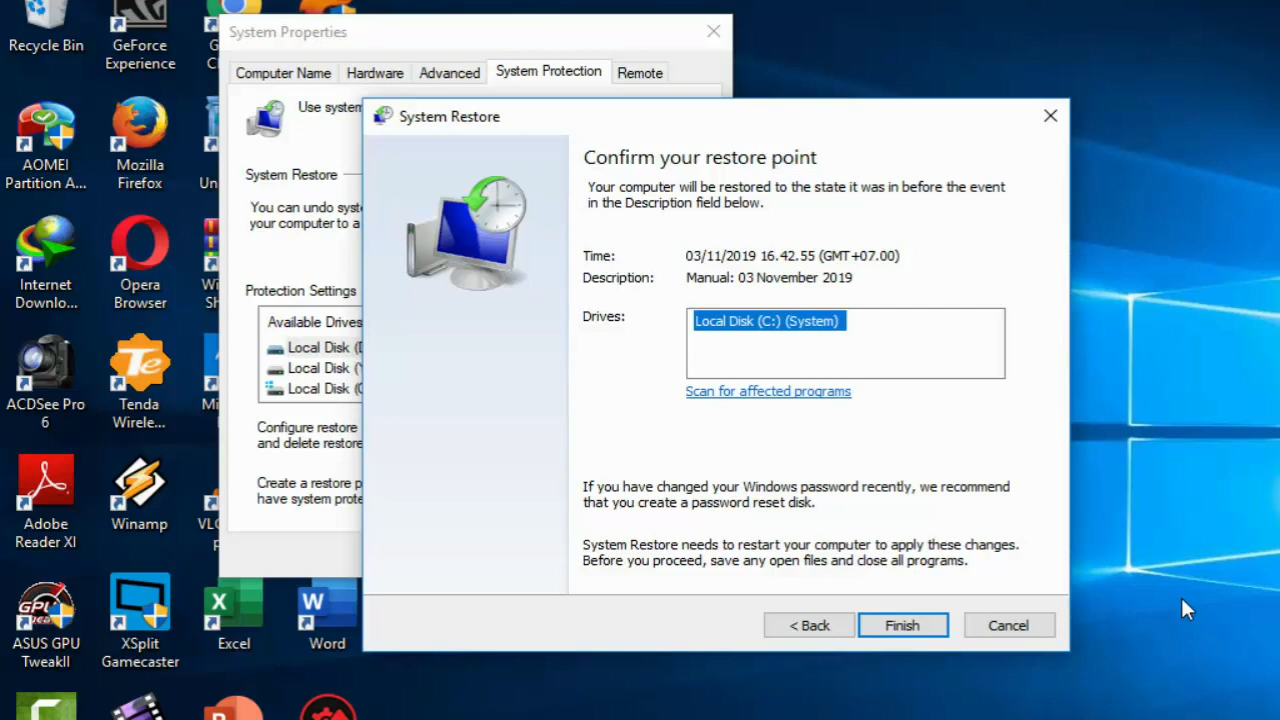 Recycle Bin
GeForce
Experience
AOMEI
Partition A...
Mozilla
Firefox
Internet
Downlo...
Opera
Browser
ACDSee Pro
6
Tenda
Wirele...
Adobe
Reader XI
Winamp
ASUS GPU
TweakII
XSplit
Gamecaster
Excel
Word
System Properties
Computer Name
Hardware
Advanced
System Protection
Remote
Use system
System Restore
You can undo syste
your computer to a
Protection Settings
Available Drives
Local Disk (
Local Disk (
Local Disk (
Configure restore
and delete restore
Create a restore p
have system prote
System Restore
Confirm your restore point
Your computer will be restored to the state it was in before the event
in the Description field below.
Time: 03/11/2019 16.42.55 (GMT+07.00)
Description: Manual: 03 November 2019
Drives: Local Disk (C:) (System)
Scan for affected programs
If you have changed your Windows password recently, we recommend
that you create a password reset disk.
System Restore needs to restart your computer to apply these changes.
Before you proceed, save any open files and close all programs.
< Back
Finish
Cancel